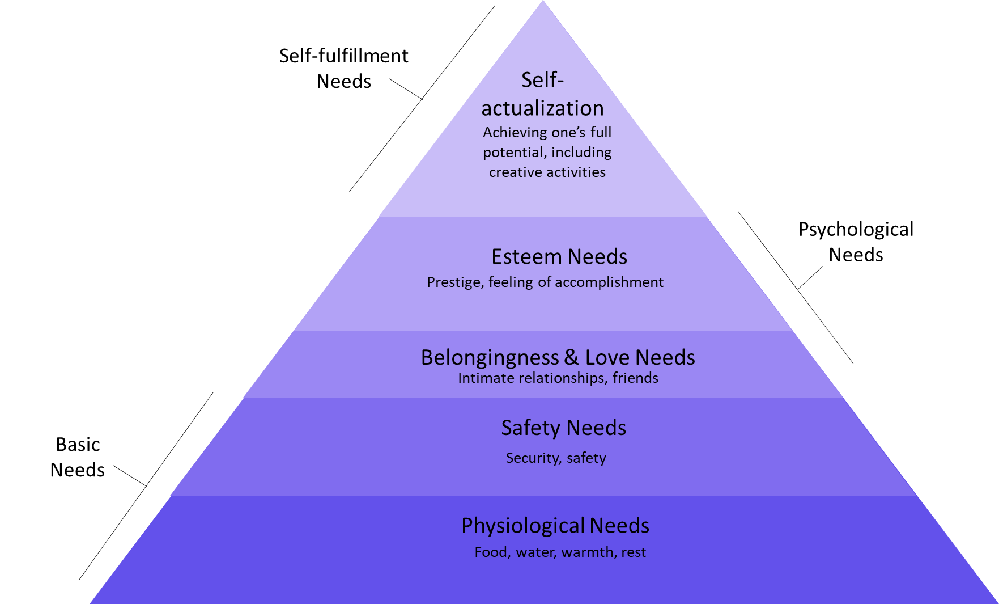 Self-fulfillment
Needs
Self-
actualization
Achieving one’s full
potential, including
creative activities
Psychological
Needs
Esteem Needs
Prestige, feeling of accomplishment
Belongingness & Love Needs
Intimate relationships, friends
Basic
Needs
Safety Needs
Security, safety
Physiological Needs
Food, water, warmth, rest